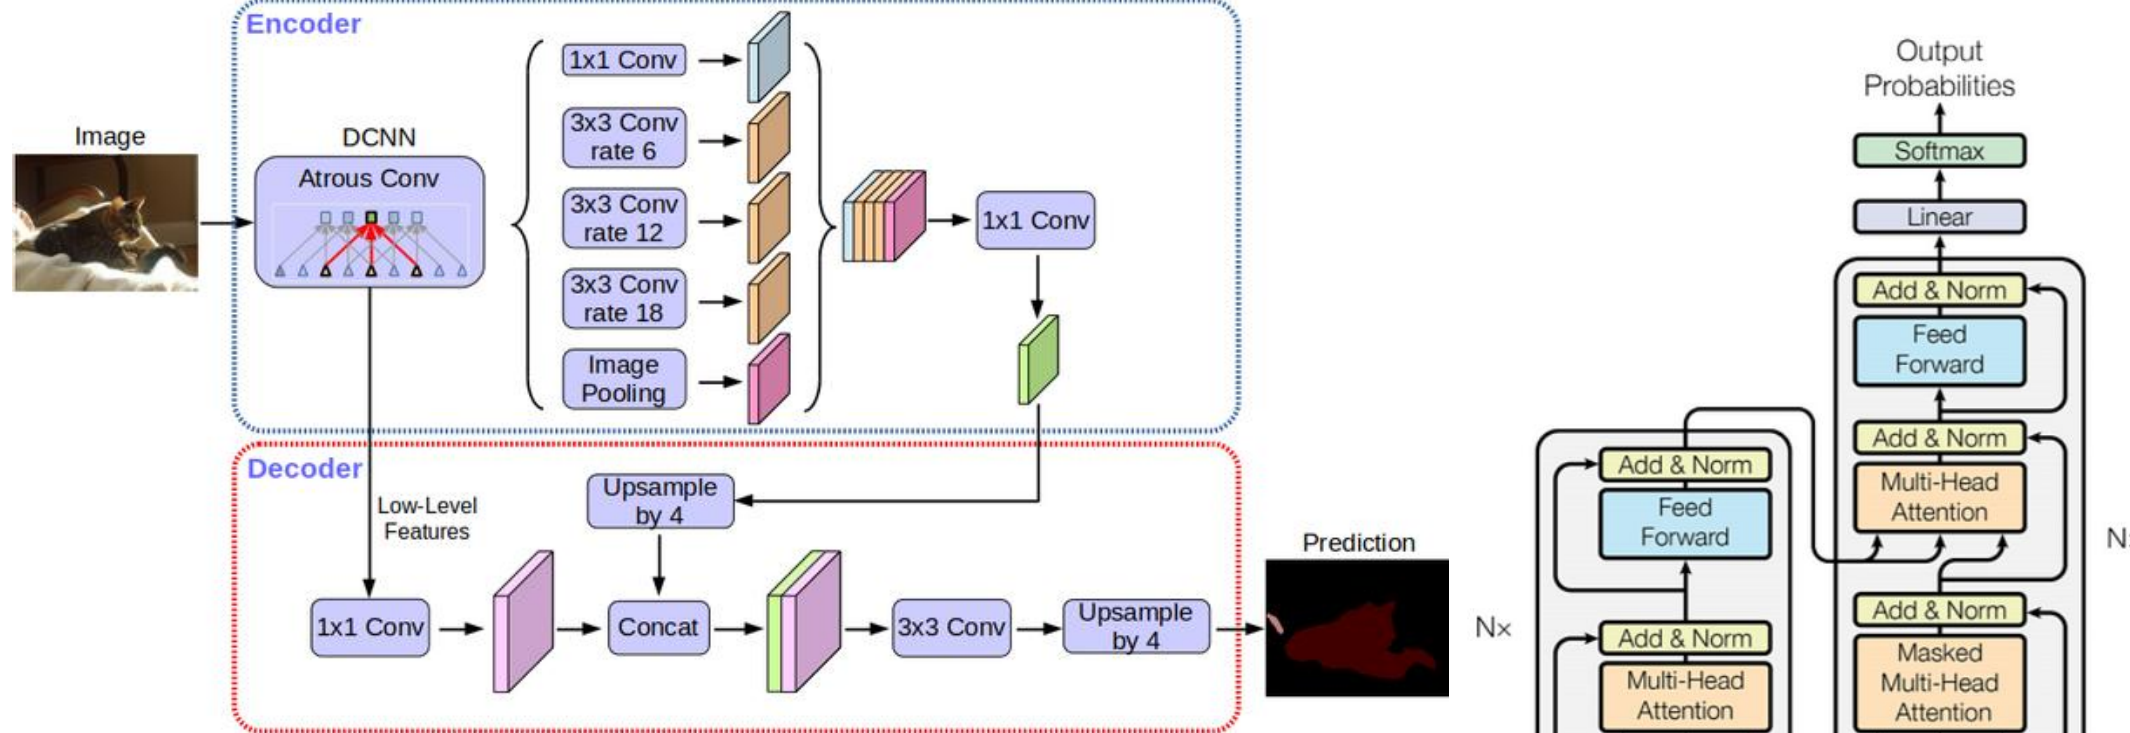 Encoder
Image
DCNN
Atrous Conv
1x1 Conv
3x3 Conv
rate 6
3x3 Conv
rate 12
3x3 Conv
rate 18
Image
Pooling
1x1 Conv
Decoder
Low-Level
Features
Upsample
by 4
1x1 Conv
Concat
3x3 Conv
Upsample
by 4
Prediction
Output
Probabilities
Softmax
Linear
Add & Norm
Feed
Forward
Add & Norm
Multi-Head
Attention
Add & Norm
Masked
Multi-Head
Attention
Add & Norm
Feed
Forward
Add & Norm
Multi-Head
Attention
N×